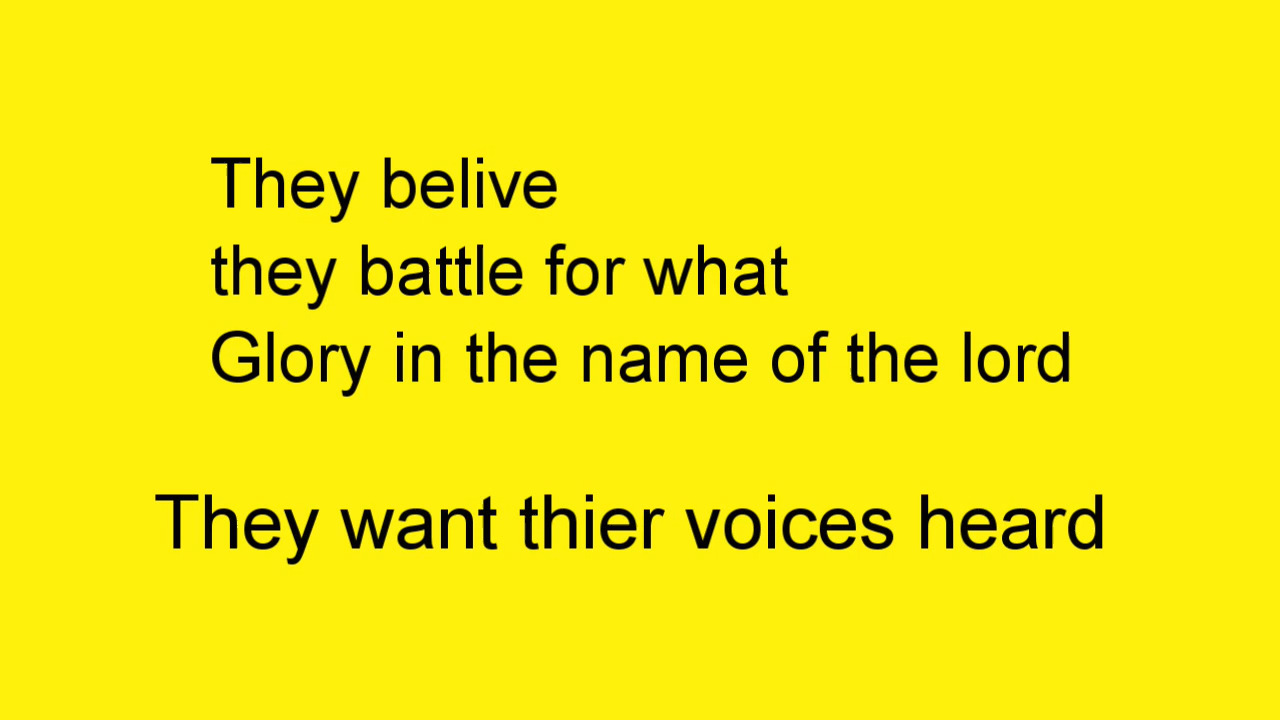 They belive
they battle for what
Glory in the name of the lord
They want thier voices heard